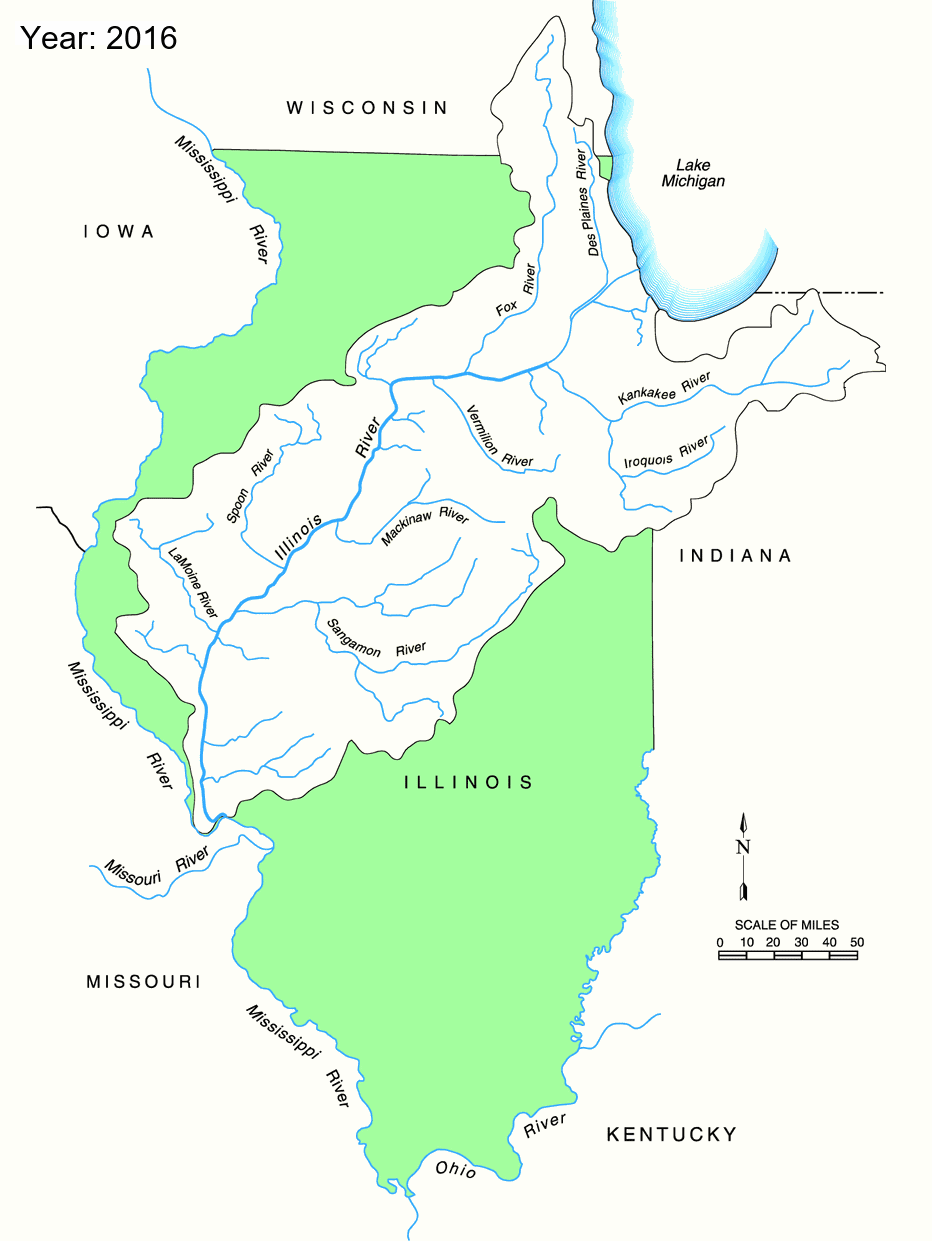 Year: 2016
WISCONSIN
Lake
Michigan
Mississippi
River
IOWA
Des Plaines River
Fox
River
Kankakee River
Iroquois River
Vermilion River
River
Illinois
Spoon
River
Mackinaw River
LaMoine River
Sangamon River
INDIANA
Mississippi
River
ILLINOIS
Missouri River
N
SCALE OF MILES
0 10 20 30 40 50
MISSOURI
Mississippi
River
Ohio
River
KENTUCKY